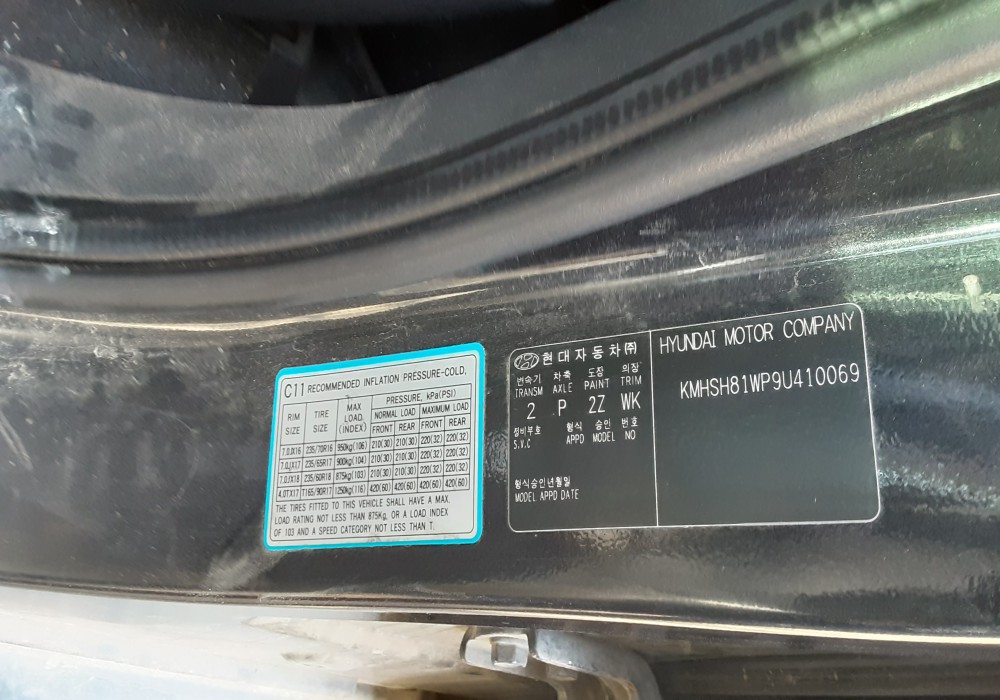 C11 RECOMMENDED INFLATION PRESSURE-COLD,
RIM SIZE TIRE SIZE MAX LOAD (INDEX) PRESSURE, kPa(PSI)
NORMAL LOAD MAXIMUM LOAD
FRONT REAR FRONT REAR
7.0JX16 235/70R16 950kg(106) 210(30) 210(30) 220(32) 220(32)
7.0JX17 235/65R17 900kg(104) 210(30) 210(30) 220(32) 220(32)
7.0JX18 235/60R18 875kg(103) 210(30) 210(30) 220(32) 220(32)
4.0TX17 T165/90R17 1250kg(116) 420(60) 420(60) 420(60) 420(60)
THE TIRES FITTED TO THIS VEHICLE SHALL HAVE A MAX.
LOAD RATING NOT LESS THAN 875Kg, OR A LOAD INDEX
OF 103 AND A SPEED CATEGORY NOT LESS THAN T.
현대자동차㈜
변속기 차축 도장 의장
TRANSM AXLE PAINT TRIM
2 P 2Z WK
정비부호 형식 승인 번호
S.V.C APPD MODEL NO
형식승인년월일
MODEL APPD DATE
HYUNDAI MOTOR COMPANY
KMHSH81WP9U410069